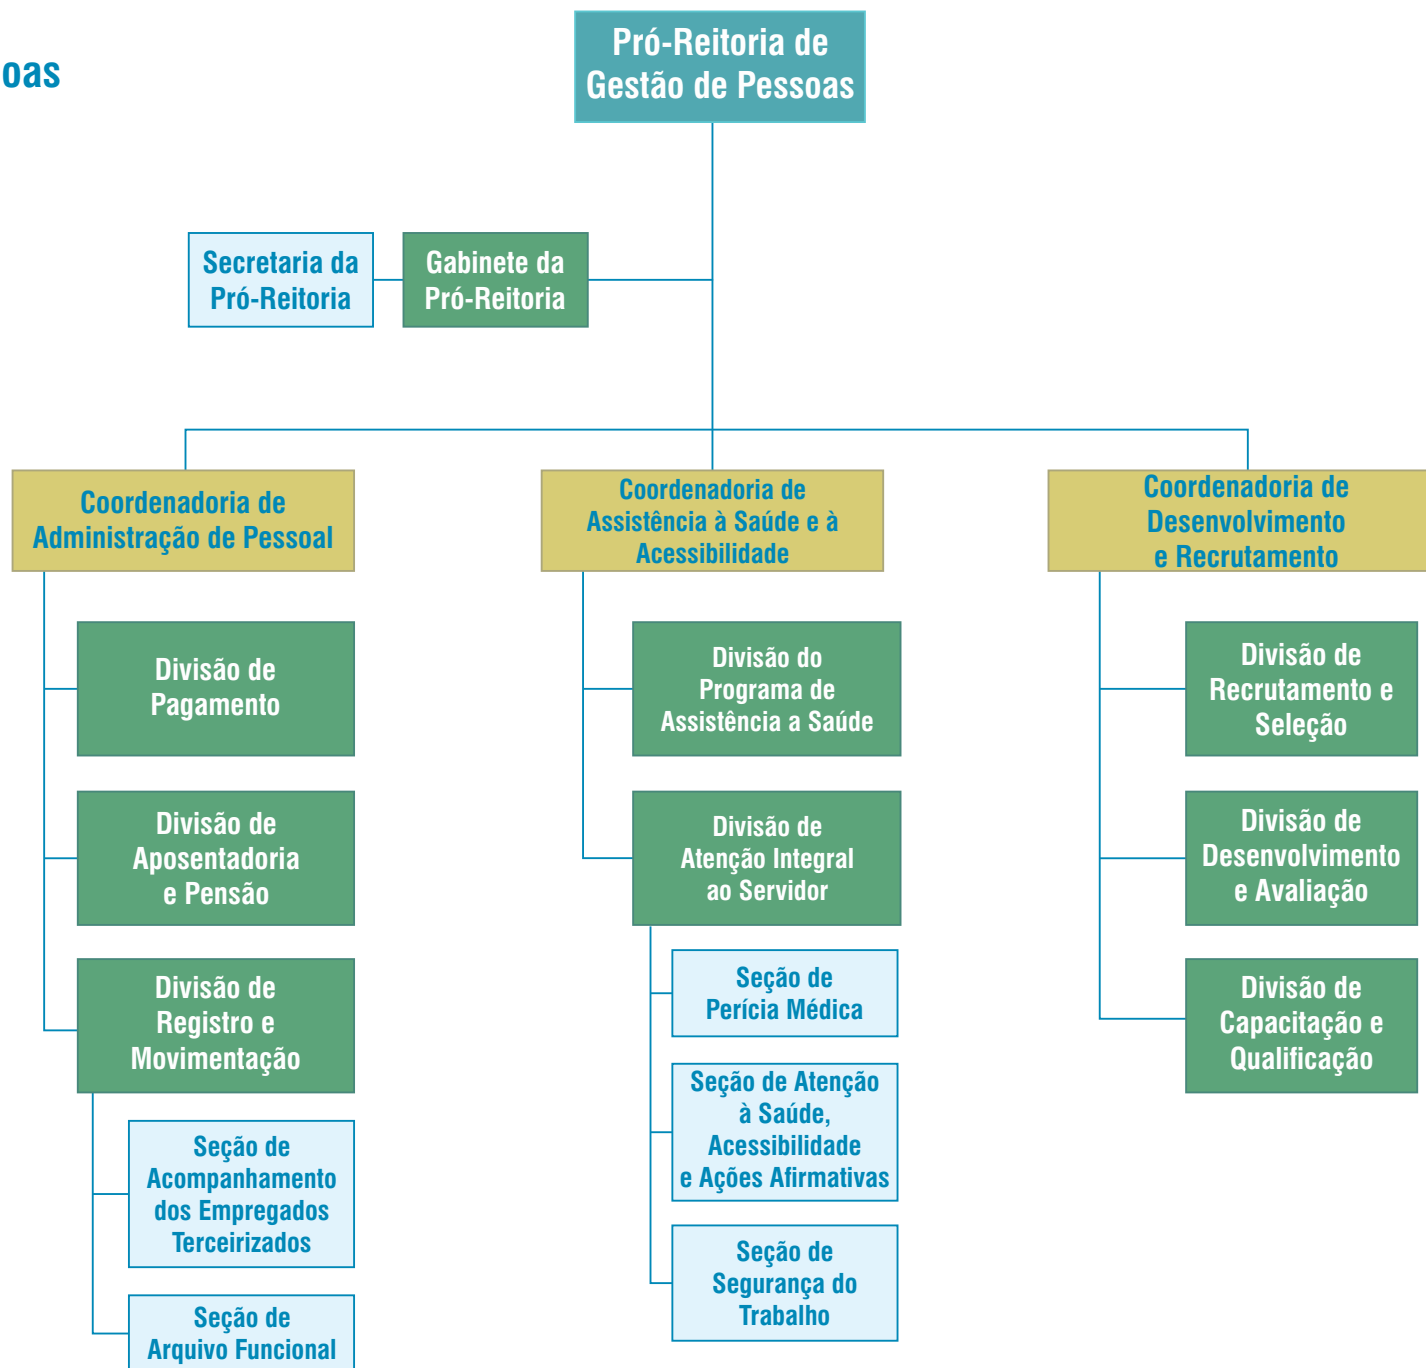 oas
Pró-Reitoria de
Gestão de Pessoas
Secretaria da
Pró-Reitoria
Gabinete da
Pró-Reitoria
Coordenadoria de
Administração de Pessoal
Divisão de
Pagamento
Divisão de
Aposentadoria
e Pensão
Divisão de
Registro e
Movimentação
Seção de
Acompanhamento
dos Empregados
Terceirizados
Seção de
Arquivo Funcional
Coordenadoria de
Assistência à Saúde e à
Acessibilidade
Divisão do
Programa de
Assistência a Saúde
Divisão de
Atenção Integral
ao Servidor
Seção de
Perícia Médica
Seção de Atenção
à Saúde,
Acessibilidade
e Ações Afirmativas
Seção de
Segurança do
Trabalho
Coordenadoria de
Desenvolvimento
e Recrutamento
Divisão de
Recrutamento e
Seleção
Divisão de
Desenvolvimento
e Avaliação
Divisão de
Capacitação e
Qualificação